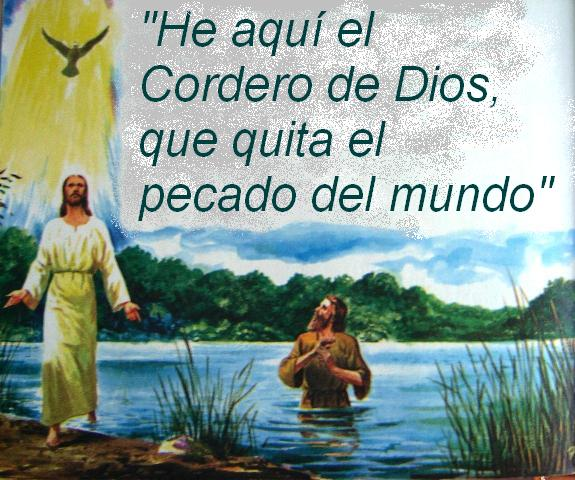 "He aquí el
Cordero de Dios,
que quita el
pecado del mundo"